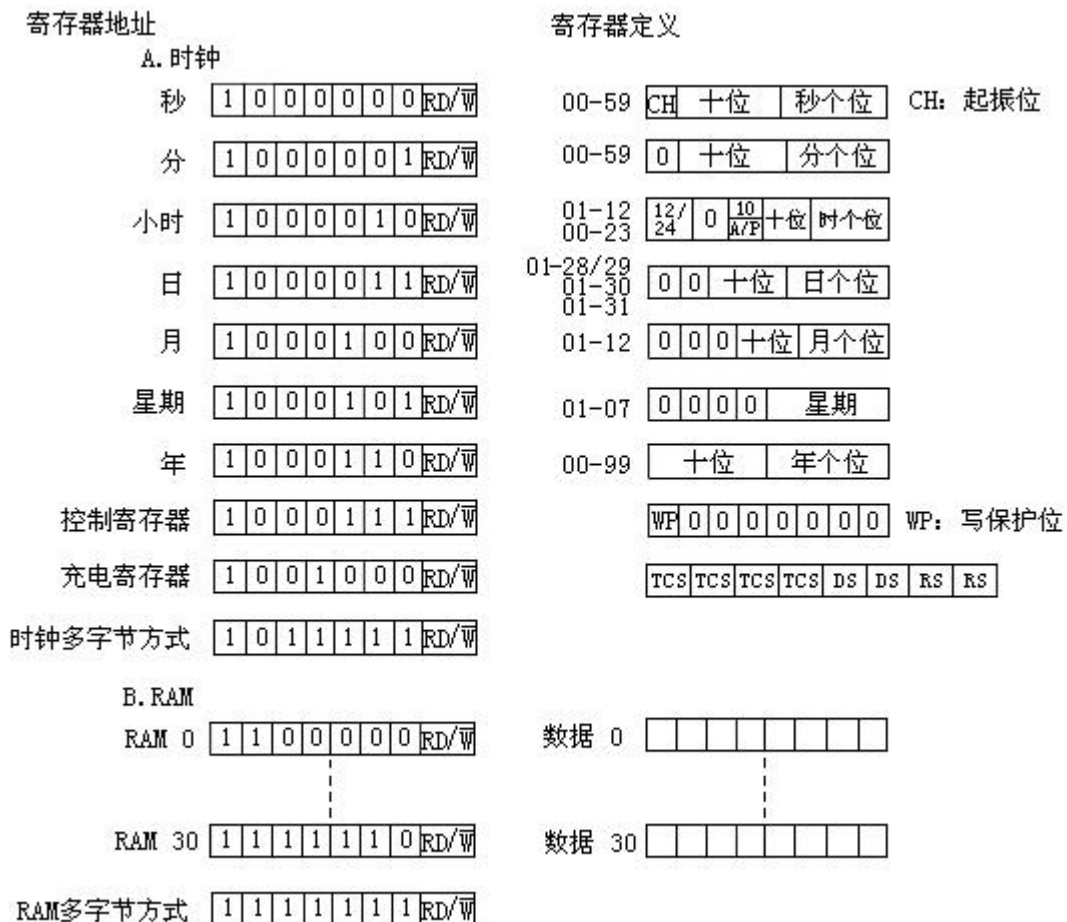 寄存器地址 寄存器定义
A.时钟
秒 1 0 0 0 0 0 0 RD/W̅ 00-59 CH 十位 秒个位 CH: 起振位
分 1 0 0 0 0 0 1 RD/W̅ 00-59 0 十位 分个位
小时 1 0 0 0 0 1 0 RD/W̅ 01-12 00-23 12/24 0 10 A/P 十位 时个位
日 1 0 0 0 0 1 1 RD/W̅ 01-28/29 01-30 01-31 0 0 十位 日个位
月 1 0 0 0 1 0 0 RD/W̅ 01-12 0 0 0 十位 月个位
星期 1 0 0 0 1 0 1 RD/W̅ 01-07 0 0 0 0 星期
年 1 0 0 0 1 1 0 RD/W̅ 00-99 十位 年个位
控制寄存器 1 0 0 0 1 1 1 RD/W̅ WP 0 0 0 0 0 0 0 WP: 写保护位
充电寄存器 1 0 0 1 0 0 0 RD/W̅ TCS TCS TCS TCS DS DS RS RS
时钟多字节方式 1 0 1 1 1 1 1 RD/W̅
B.RAM
RAM 0 1 1 0 0 0 0 0 RD/W̅ 数据 0
RAM 30 1 1 1 1 1 1 0 RD/W̅ 数据 30
RAM多字节方式 1 1 1 1 1 1 1 RD/W̅